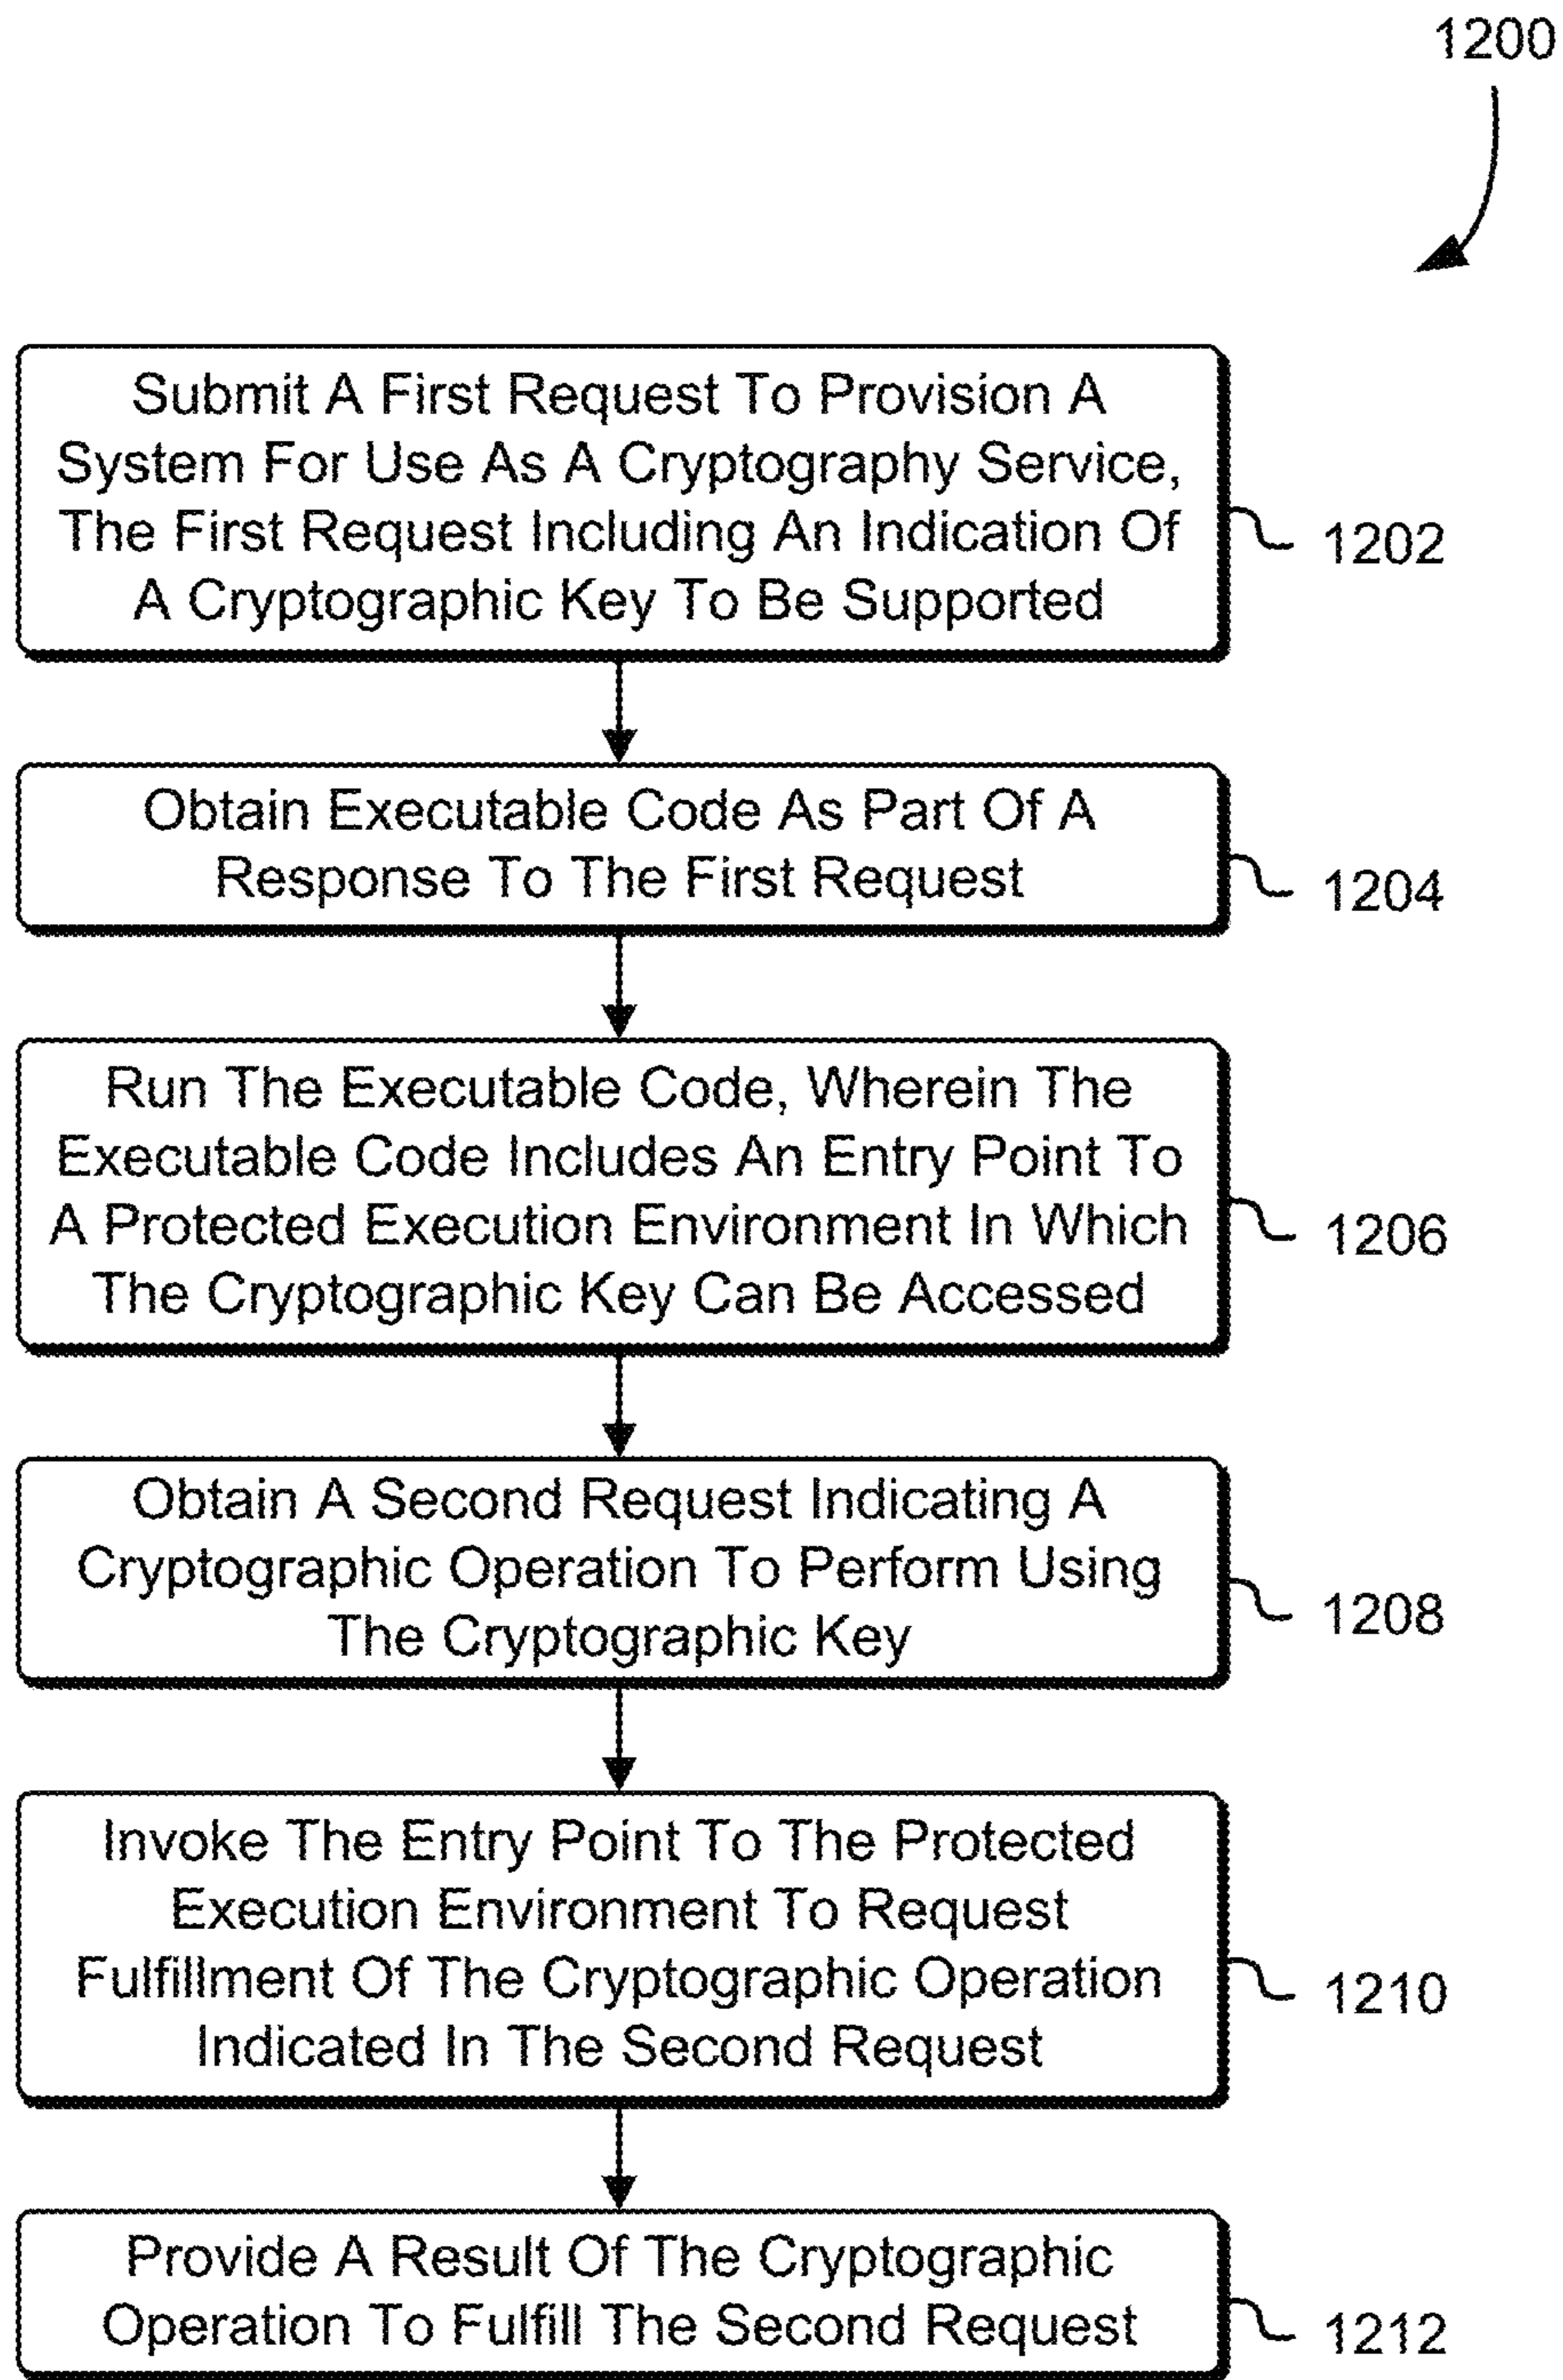 1200
Submit A First Request To Provision A
System For Use As A Cryptography Service,
The First Request Including An Indication Of
A Cryptographic Key To Be Supported
1202
Obtain Executable Code As Part Of A
Response To The First Request
1204
Run The Executable Code, Wherein The
Executable Code Includes An Entry Point To
A Protected Execution Environment In Which
The Cryptographic Key Can Be Accessed
1206
Obtain A Second Request Indicating A
Cryptographic Operation To Perform Using
The Cryptographic Key
1208
Invoke The Entry Point To The Protected
Execution Environment To Request
Fulfillment Of The Cryptographic Operation
Indicated In The Second Request
1210
Provide A Result Of The Cryptographic
Operation To Fulfill The Second Request
1212